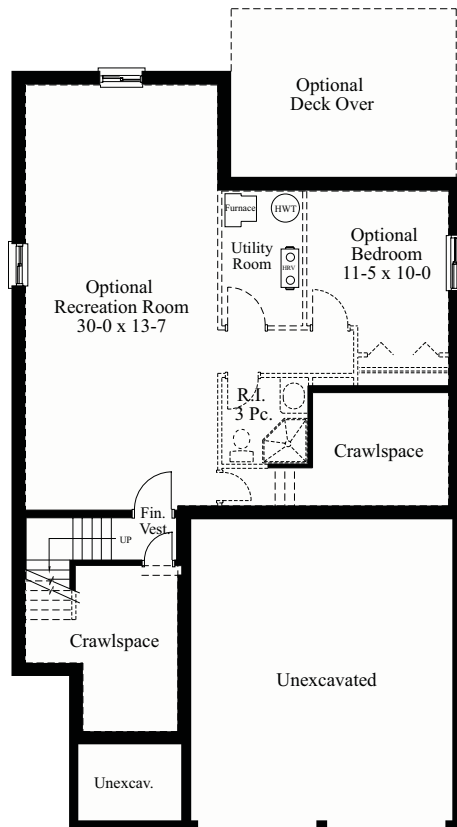 Optional
Deck Over
Furnace
HWT
Utility
Room
HRV
Optional
Bedroom
11-5 x 10-0
Optional
Recreation Room
30-0 x 13-7
R.I.
3 Pc.
Crawlspace
Fin.
Vest.
UP
Crawlspace
Unexcavated
Unexcav.